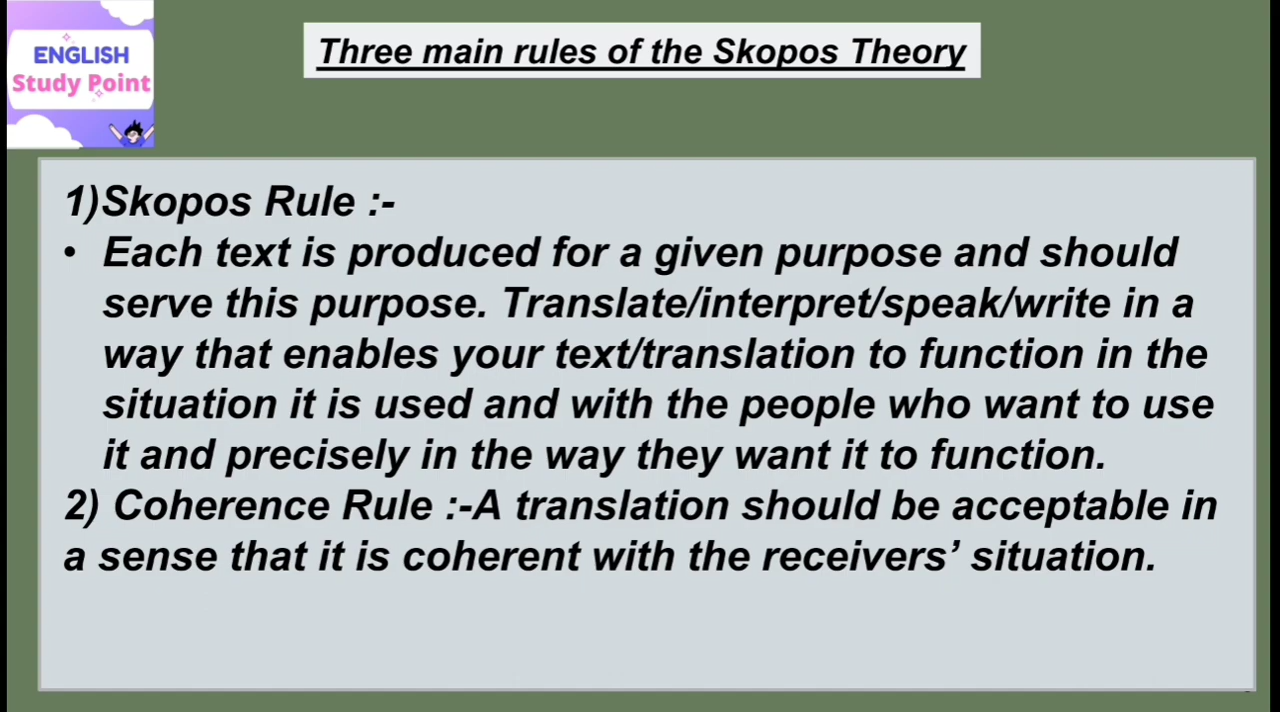 ENGLISH
Study Point
Three main rules of the Skopos Theory
1)Skopos Rule :-
• Each text is produced for a given purpose and should
serve this purpose. Translate/interpret/speak/write in a
way that enables your text/translation to function in the
situation it is used and with the people who want to use
it and precisely in the way they want it to function.
2) Coherence Rule :-A translation should be acceptable in
a sense that it is coherent with the receivers’ situation.